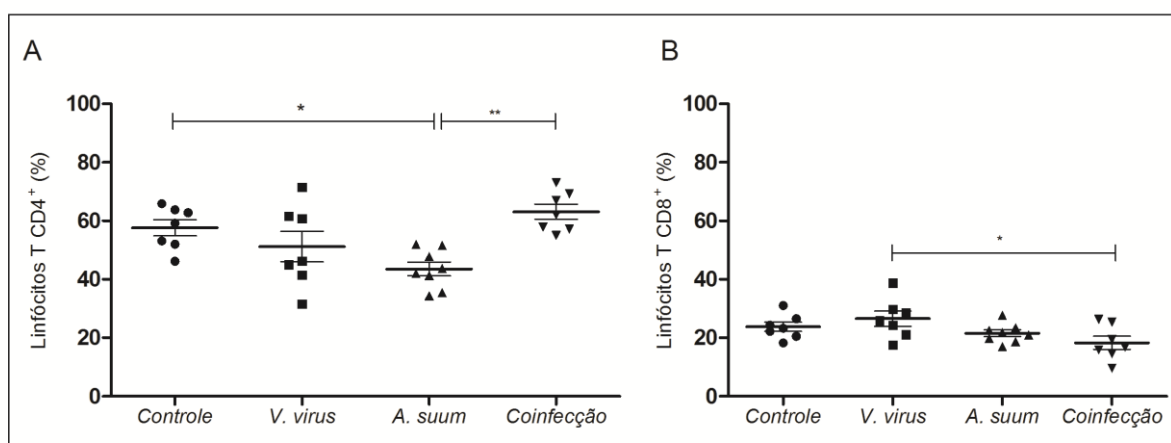 A
Linfócitos T CD4+ (%)
100
80
60
40
20
0
*
**
Controle V. virus A. suum Coinfecção
B
Linfócitos T CD8+ (%)
100
80
60
40
20
0
*
Controle V. virus A. suum Coinfecção